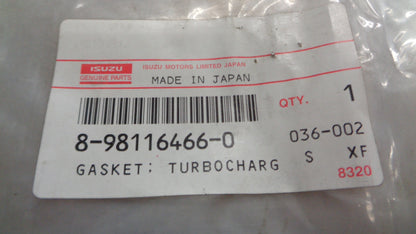 ISUZU
GENUINE PARTS
ISUZU MOTORS LIMITED JAPAN
MADE IN JAPAN
QTY. 1
8-98116466-0 036-002
GASKET: TURBOCHARG S XF
8320